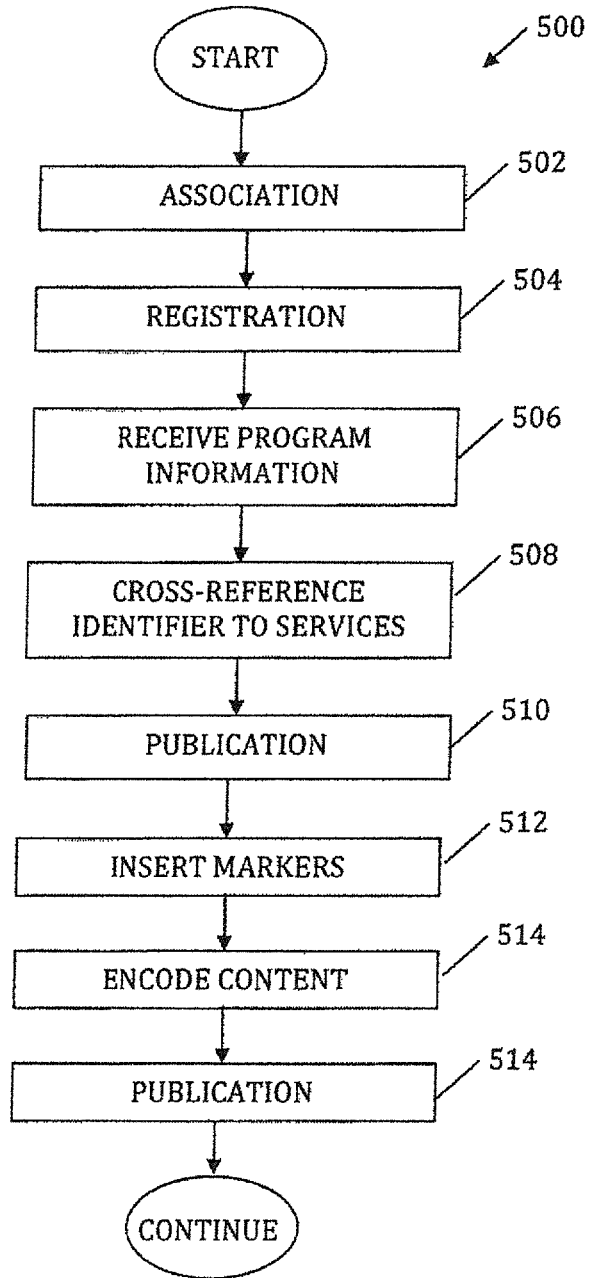 START
500
502
ASSOCIATION
504
REGISTRATION
506
RECEIVE PROGRAM
INFORMATION
508
CROSS-REFERENCE
IDENTIFIER TO SERVICES
510
PUBLICATION
512
INSERT MARKERS
514
ENCODE CONTENT
514
PUBLICATION
CONTINUE